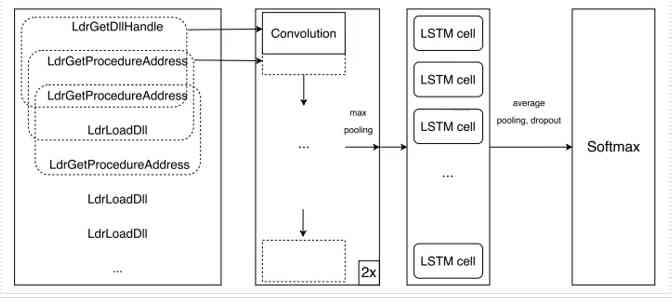 LdrGetDllHandle
LdrGetProcedureAddress
LdrGetProcedureAddress
LdrLoadDll
LdrGetProcedureAddress
LdrLoadDll
LdrLoadDll
...
Convolution
...
2x
max
pooling
LSTM cell
LSTM cell
LSTM cell
...
LSTM cell
average
pooling, dropout
Softmax